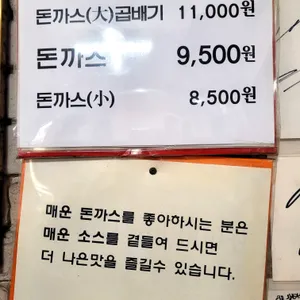 돈까스(大)곱배기 11,000원
돈까스 9,500원
돈까스(小) 8,500원
매운 돈까스를 좋아하시는 분은
매운 소스를 곁들여 드시면
더 나은맛을 즐길수 있습니다.